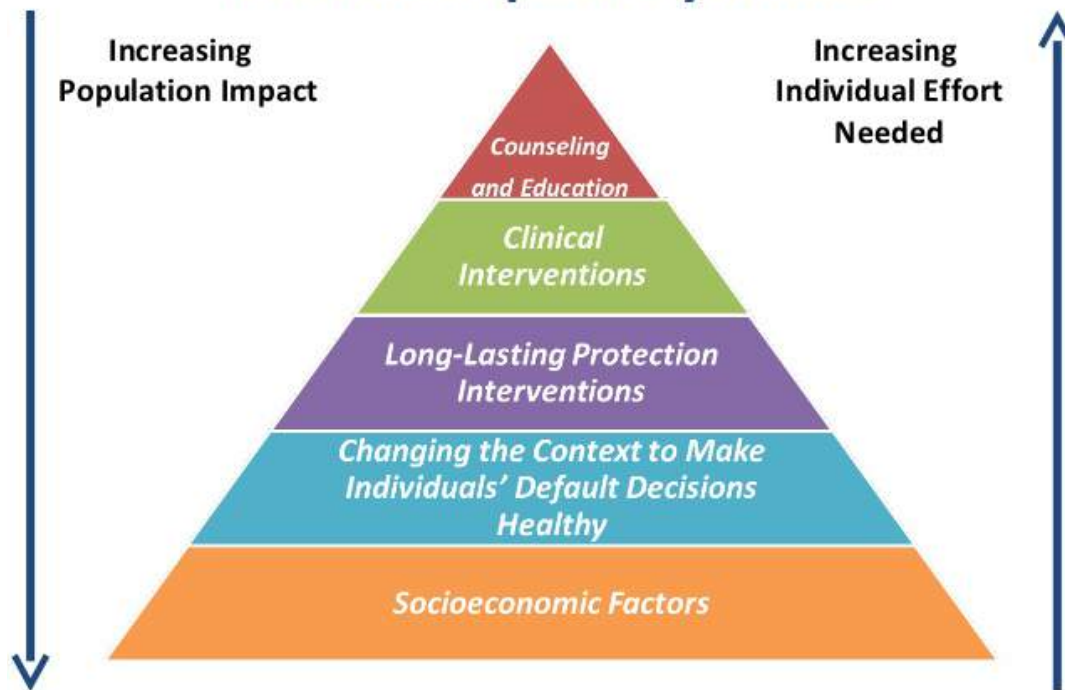 Increasing
Population Impact
Increasing
Individual Effort
Needed
Counseling
and Education
Clinical
Interventions
Long-Lasting Protection
Interventions
Changing the Context to Make
Individuals’ Default Decisions
Healthy
Socioeconomic Factors